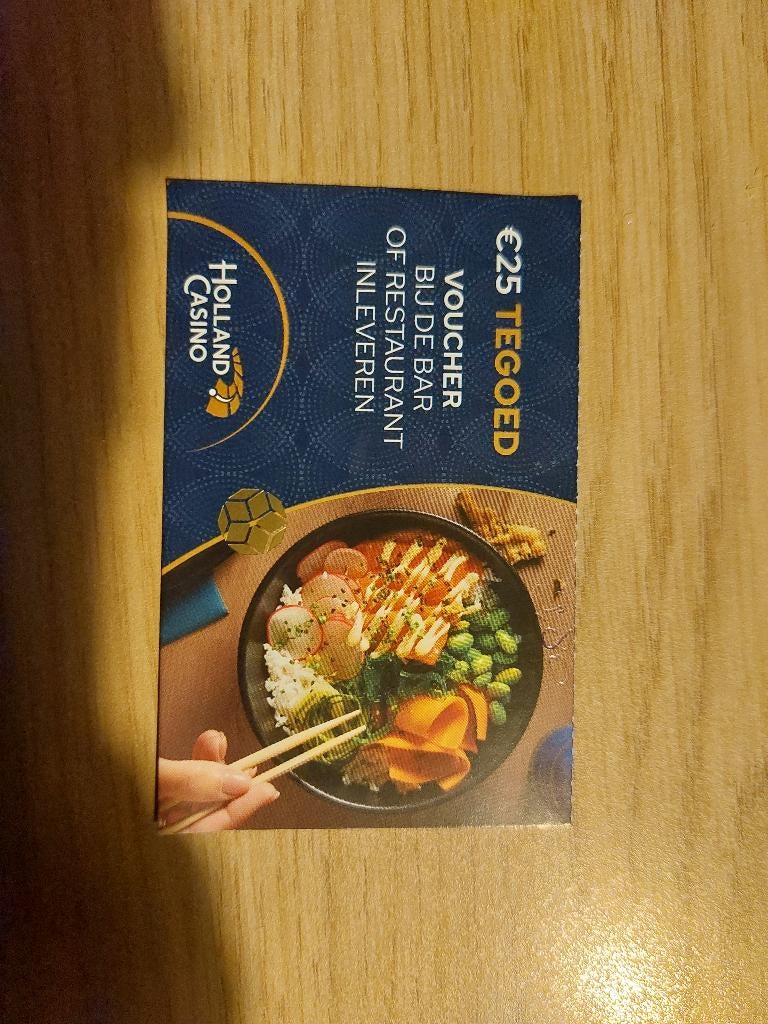 €25 TEGOED
VOUCHER
BIJ DE BAR
OF RESTAURANT
INLEVEREN
HOLLAND
CASINO